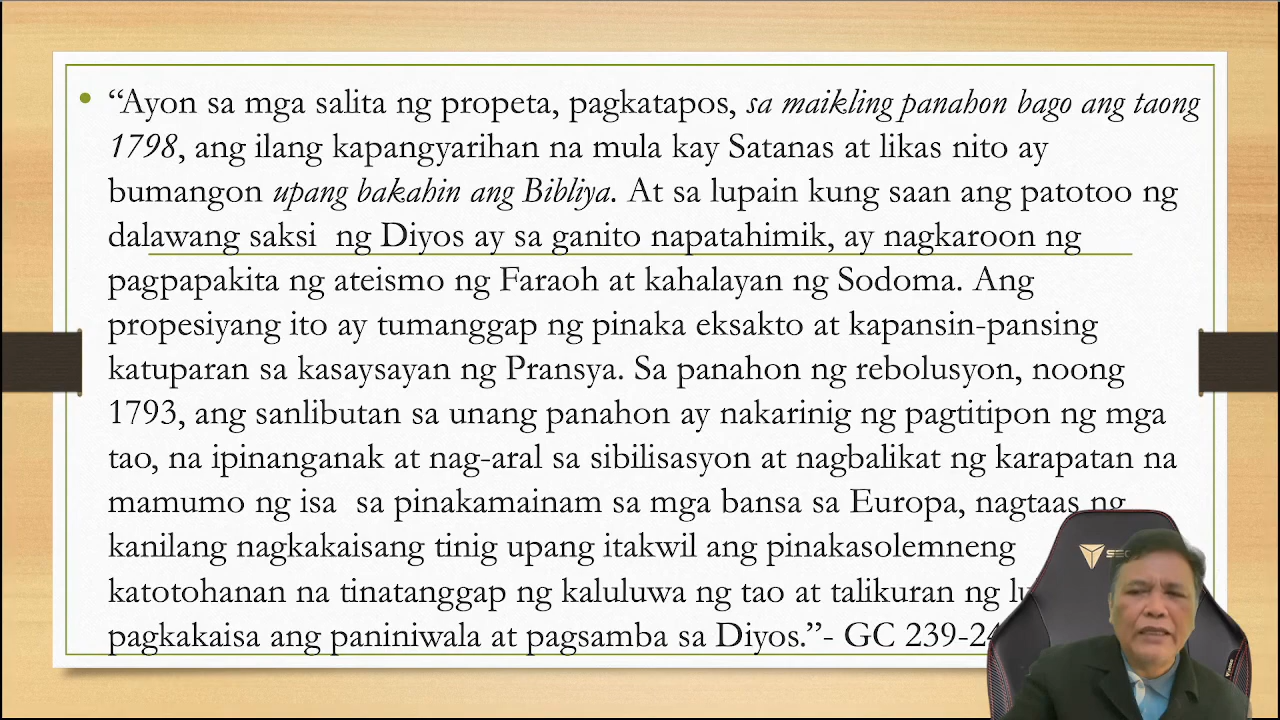 • “Ayon sa mga salita ng propeta, pagkatapos, sa maikling panahon bago ang taong
1798, ang ilang kapangyarihan na mula kay Satanas at likas nito ay
bumangon upang bakahin ang Bibliya. At sa lupain kung saan ang patotoo ng
dalawang saksi  ng Diyos ay sa ganito napatahimik, ay nagkaroon ng
pagpapakita ng ateismo ng Faraoh at kahalayan ng Sodoma. Ang
propesiyang ito ay tumanggap ng pinaka eksakto at kapansin-pansing
katuparan sa kasaysayan ng Pransya. Sa panahon ng rebolusyon, noong
1793, ang sanlibutan sa unang panahon ay nakarinig ng pagtitipon ng mga
tao, na ipinanganak at nag-aral sa sibilisasyon at nagbalikat ng karapatan na
mamumo ng isa  sa pinakamainam sa mga bansa sa Europa, nagtaas ng
kanilang nagkakaisang tinig upang itakwil ang pinakasolemneng
katotohanan na tinatanggap ng kaluluwa ng tao at talikuran ng
pagkakaisa ang paniniwala at pagsamba sa Diyos.”- GC